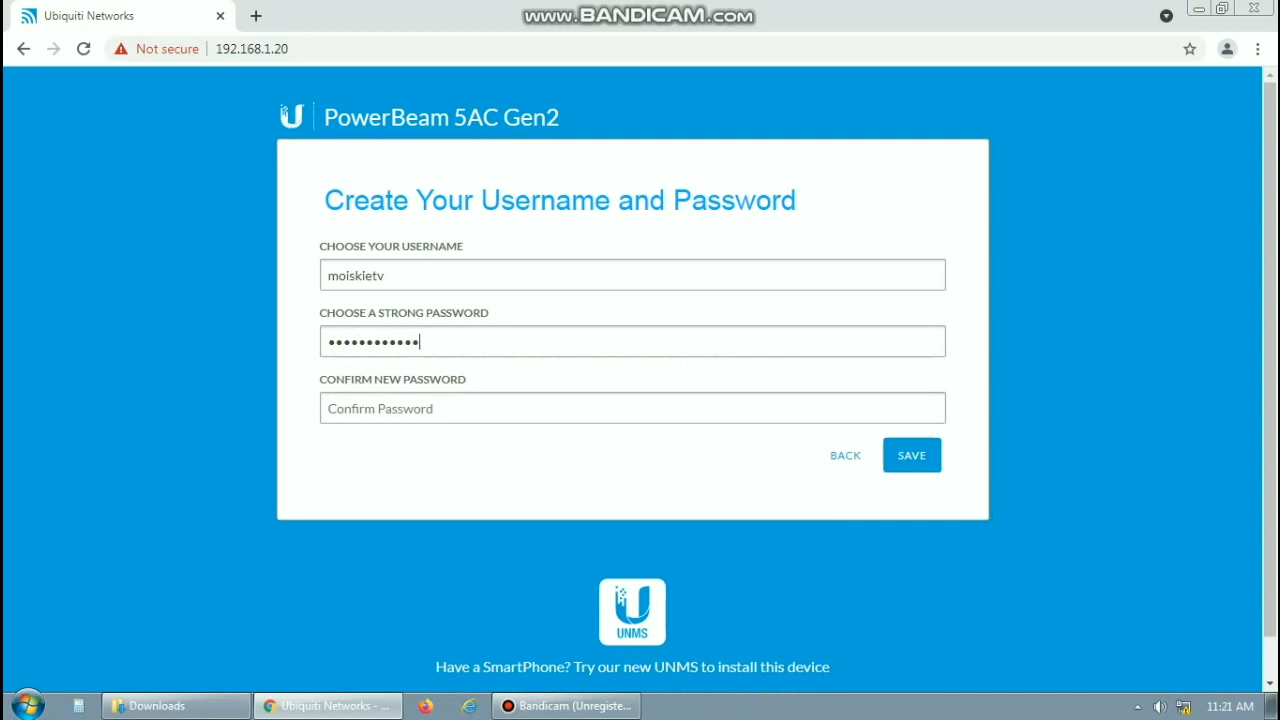 Ubiquiti Networks
www.BANDICAM.com
Not secure
192.168.1.20
PowerBeam 5AC Gen2
Create Your Username and Password
CHOOSE YOUR USERNAME
moiskietv
CHOOSE A STRONG PASSWORD
••••••••••••
CONFIRM NEW PASSWORD
Confirm Password
BACK
SAVE
UNMS
Have a SmartPhone? Try our new UNMS to install this device
Downloads
Ubiquiti Networks - ...
Bandicam (Unregiste...
11:21 AM